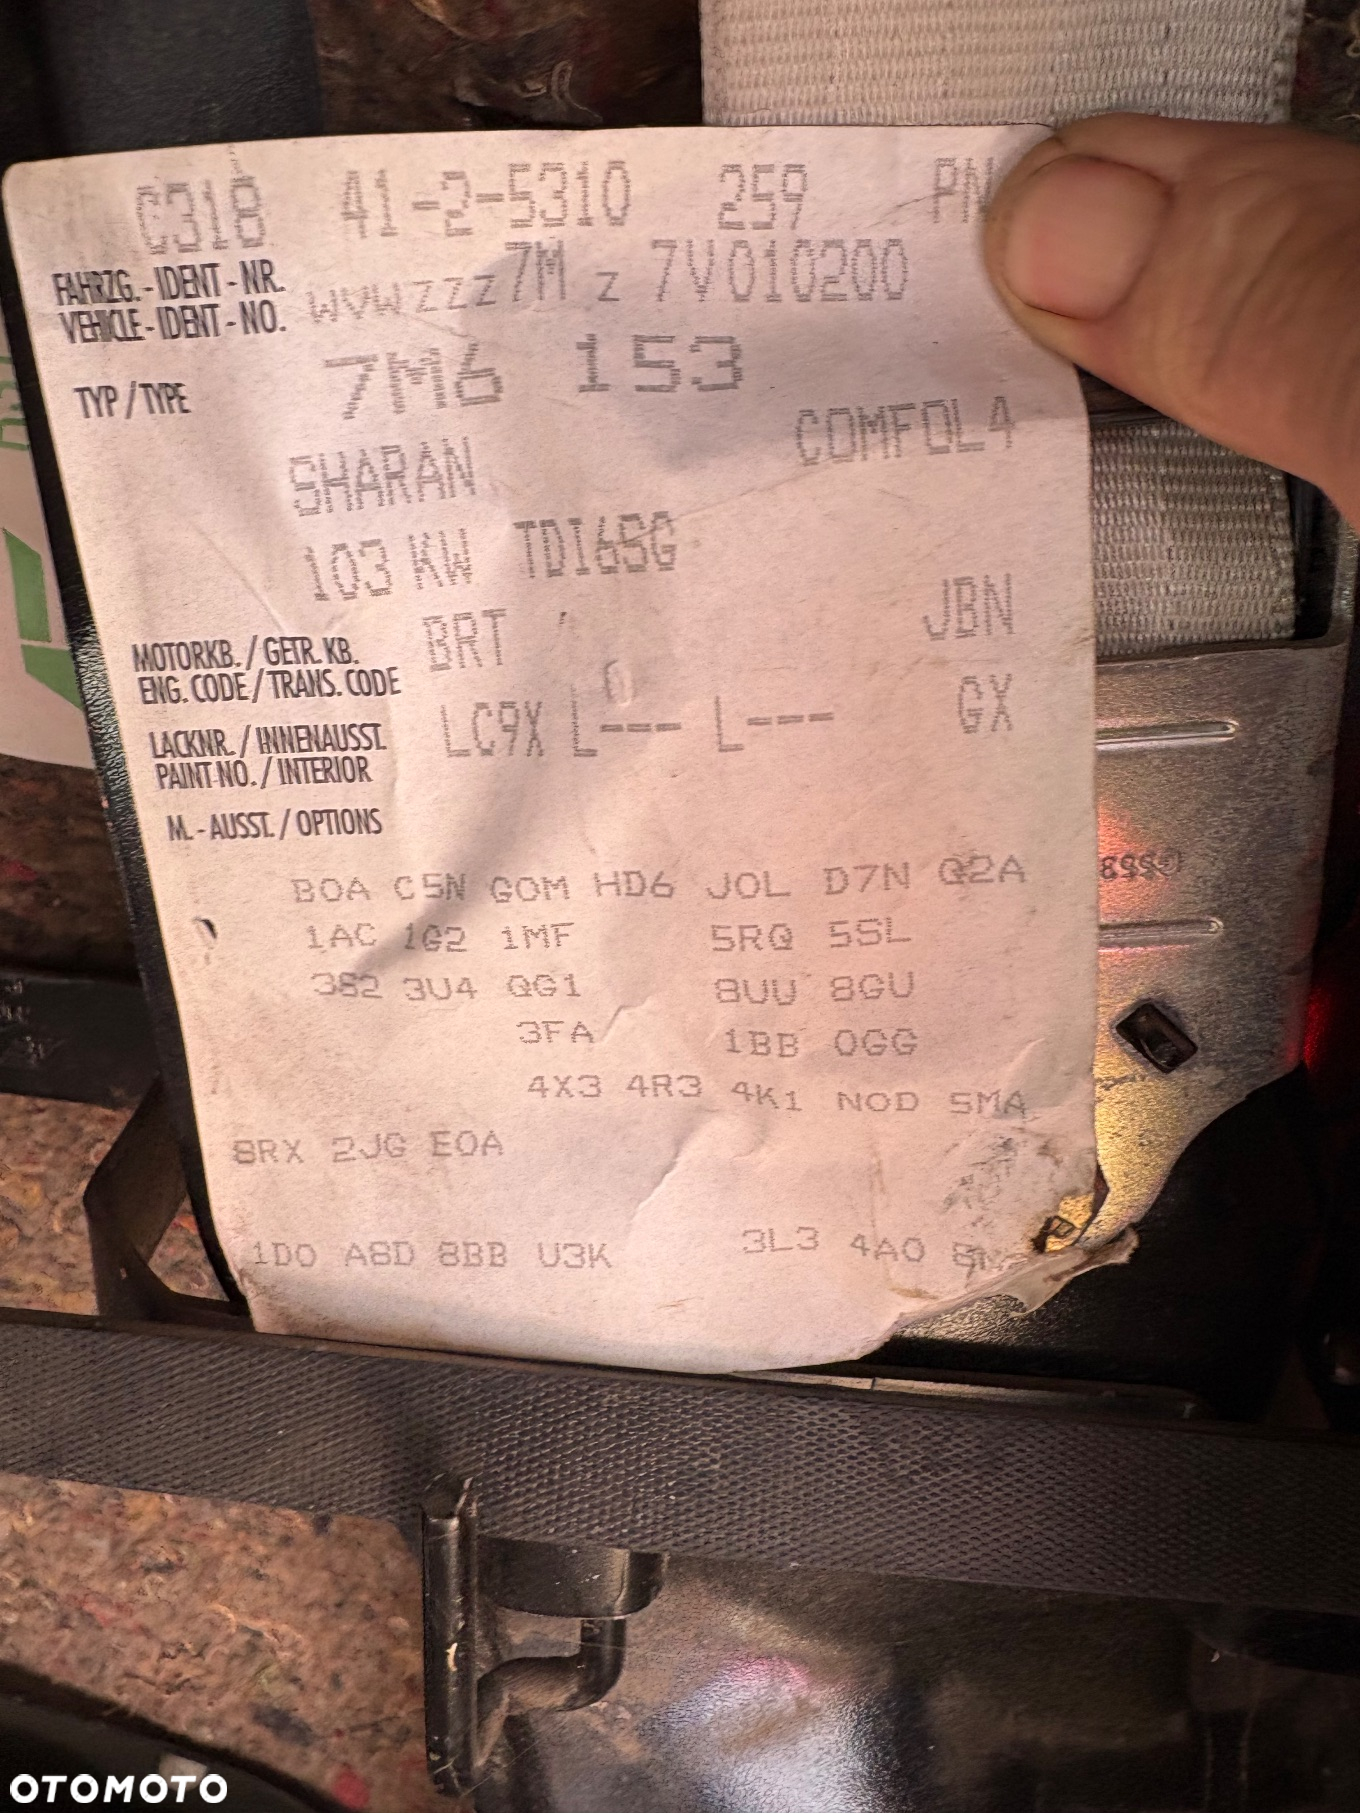 C318 41-2-5310 259 PN
FAHRZG.-IDENT-NR. WVWZZZ7MZ7V010200
VEHICLE-IDENT-NO.
TYP/TYPE 7M6 153
SHARAN COMFOL4
103 KW TDI6SG
MOTORKB./GETR.KB. BRT JBN
ENG. CODE/TRANS. CODE
LACKNR./INNENAUSST. LC9X L--- L--- GX
PAINT NO./INTERIOR
M.-AUSST./OPTIONS
BOA C5N GOM HD6 JOL D7N Q2A
1AC 1G2 1MF 5RQ 5SL
3S2 3U4 QG1 8UU 8GU
3FA 1BB 0GG
4X3 4R3 4K1 NOD 5MA
8RX 2JG EOA
1DO A8D 8BB U3K 3L3 4AO
OTOMOTO